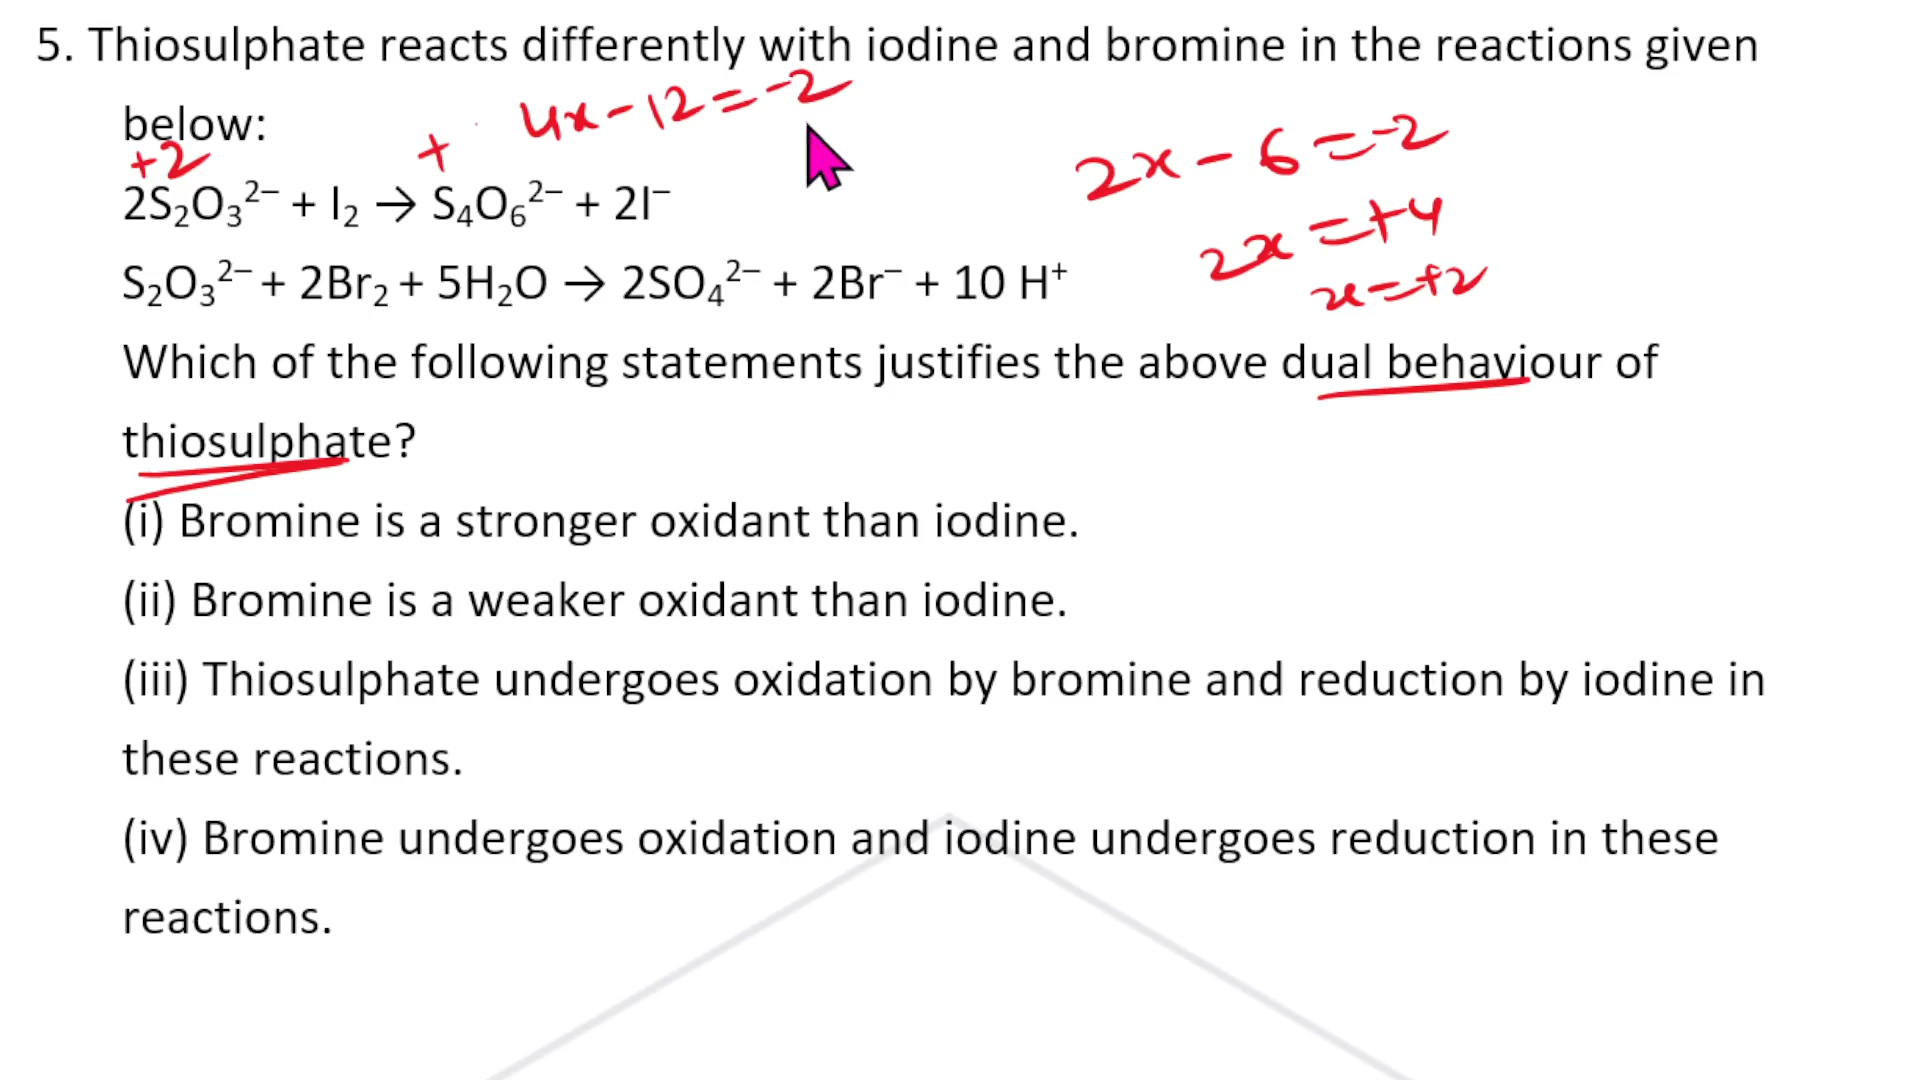 5. Thiosulphate reacts differently with iodine and bromine in the reactions given
below:
4x-12=-2
2x-6=-2
+2
+
2S₂O₃²⁻ + I₂ → S₄O₆²⁻ + 2I⁻
2x=+4
S₂O₃²⁻ + 2Br₂ + 5H₂O → 2SO₄²⁻ + 2Br⁻ + 10 H⁺
x=+2
Which of the following statements justifies the above dual behaviour of
thiosulphate?
(i) Bromine is a stronger oxidant than iodine.
(ii) Bromine is a weaker oxidant than iodine.
(iii) Thiosulphate undergoes oxidation by bromine and reduction by iodine in
these reactions.
(iv) Bromine undergoes oxidation and iodine undergoes reduction in these
reactions.